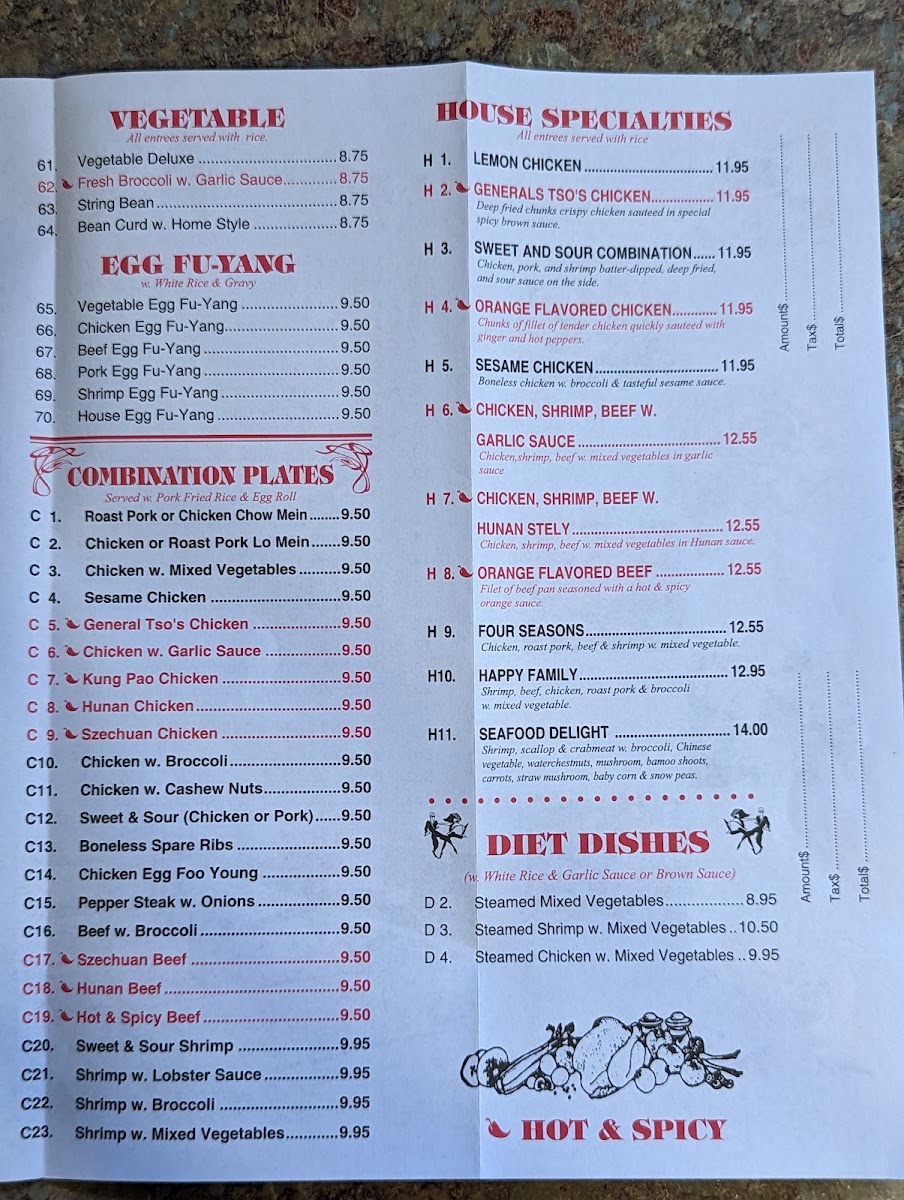 VEGETABLE
All entrees served with rice.
61. Vegetable Deluxe ................................8.75
62. Fresh Broccoli w. Garlic Sauce............8.75
63. String Bean..........................................8.75
64. Bean Curd w. Home Style ...................8.75
EGG FU-YANG
w. White Rice & Gravy
65. Vegetable Egg Fu-Yang .......................9.50
66. Chicken Egg Fu-Yang..........................9.50
67. Beef Egg Fu-Yang ...............................9.50
68. Pork Egg Fu-Yang................................9.50
69. Shrimp Egg Fu-Yang ...........................9.50
70. House Egg Fu-Yang ............................9.50
COMBINATION PLATES
Served w. Pork Fried Rice & Egg Roll
C 1. Roast Pork or Chicken Chow Mein.......9.50
C 2. Chicken or Roast Pork Lo Mein.......9.50
C 3. Chicken w. Mixed Vegetables ..........9.50
C 4. Sesame Chicken ..............................9.50
C 5. General Tso's Chicken .....................9.50
C 6. Chicken w. Garlic Sauce ..................9.50
C 7. Kung Pao Chicken ............................9.50
C 8. Hunan Chicken..................................9.50
C 9. Szechuan Chicken ............................9.50
C10. Chicken w. Broccoli...........................9.50
C11. Chicken w. Cashew Nuts..................9.50
C12. Sweet & Sour (Chicken or Pork)......9.50
C13. Boneless Spare Ribs ........................9.50
C14. Chicken Egg Foo Young ..................9.50
C15. Pepper Steak w. Onions ...................9.50
C16. Beef w. Broccoli.................................9.50
C17. Szechuan Beef ..................................9.50
C18. Hunan Beef........................................9.50
C19. Hot & Spicy Beef................................9.50
C20. Sweet & Sour Shrimp .......................9.95
C21. Shrimp w. Lobster Sauce .................9.95
C22. Shrimp w. Broccoli ...........................9.95
C23. Shrimp w. Mixed Vegetables............9.95
HOUSE SPECIALTIES
All entrees served with rice
H 1. LEMON CHICKEN ................................11.95
H 2. GENERALS TSO'S CHICKEN................11.95
Deep fried chunks crispy chicken sauteed in special
spicy brown sauce.
H 3. SWEET AND SOUR COMBINATION......11.95
Chicken, pork, and shrimp batter-dipped, deep fried,
and sour sauce on the side.
H 4. ORANGE FLAVORED CHICKEN............11.95
Chunks of fillet of tender chicken quickly sauteed with
ginger and hot peppers.
H 5. SESAME CHICKEN................................11.95
Boneless chicken w. broccoli & tasteful sesame sauce.
H 6. CHICKEN, SHRIMP, BEEF W.
GARLIC SAUCE....................................12.55
Chicken,shrimp, beef w. mixed vegetables in garlic
sauce
H 7. CHICKEN, SHRIMP, BEEF W.
HUNAN STELY ......................................12.55
Chicken, shrimp, beef w. mixed vegetables in Hunan sauce.
H 8. ORANGE FLAVORED BEEF .................12.55
Filet of beef pan seasoned with a hot & spicy
orange sauce.
H 9. FOUR SEASONS...................................12.55
Chicken, roast pork, beef & shrimp w. mixed vegetable.
H10. HAPPY FAMILY.....................................12.95
Shrimp, beef, chicken, roast pork & broccoli
w. mixed vegetable.
H11. SEAFOOD DELIGHT .............................14.00
Shrimp, scallop & crabmeat w. broccoli, Chinese
vegetable, waterchestnuts, mushroom, bamoo shoots,
carrots, straw mushroom, baby corn & snow peas.
DIET DISHES
(w. White Rice & Garlic Sauce or Brown Sauce)
D 2. Steamed Mixed Vegetables.................8.95
D 3. Steamed Shrimp w. Mixed Vegetables ..10.50
D 4. Steamed Chicken w. Mixed Vegetables ..9.95
HOT & SPICY
Amount$
Tax$
Total$
Amount$
Tax$
Total$